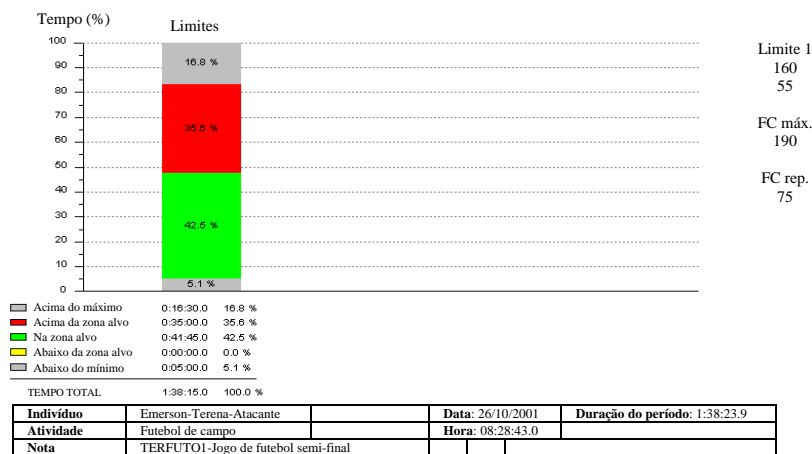 Tempo (%)
Limites
100
90
80
70
60
50
40
30
20
10
0
16.8 %
35.6 %
42.5 %
5.1 %
Limite 1
160
55
FC máx.
190
FC rep.
75
Acima do máximo 0:16:30.0 16.8 %
Acima da zona alvo 0:35:00.0 35.6 %
Na zona alvo 0:41:45.0 42.5 %
Abaixo da zona alvo 0:00:00.0 0.0 %
Abaixo do mínimo 0:05:00.0 5.1 %
TEMPO TOTAL 1:38:15.0 100.0 %
Indivíduo Emerson-Terena-Atacante Data: 26/10/2001 Duração do período: 1:38:23.9
Atividade Futebol de campo Hora: 08:28:43.0
Nota TERFUTO1-Jogo de futebol semi-final